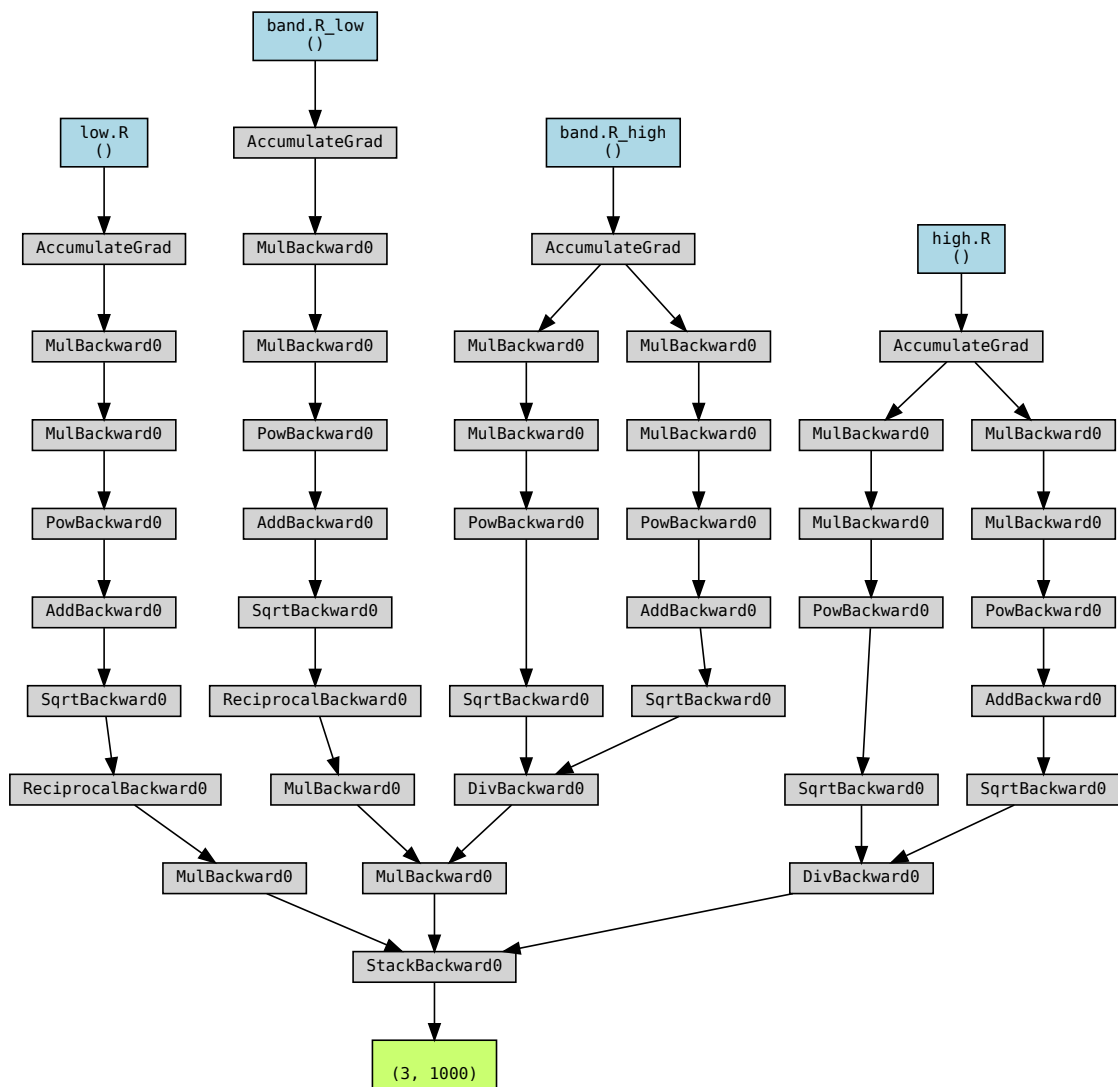 band.R_low
()
low.R
()
AccumulateGrad
band.R_high
()
AccumulateGrad
MulBackward0
AccumulateGrad
high.R
()
MulBackward0
MulBackward0
MulBackward0
MulBackward0
AccumulateGrad
MulBackward0
PowBackward0
MulBackward0
MulBackward0
MulBackward0
MulBackward0
PowBackward0
AddBackward0
PowBackward0
PowBackward0
MulBackward0
MulBackward0
AddBackward0
SqrtBackward0
AddBackward0
PowBackward0
PowBackward0
SqrtBackward0
ReciprocalBackward0
SqrtBackward0
SqrtBackward0
AddBackward0
ReciprocalBackward0
MulBackward0
DivBackward0
SqrtBackward0
SqrtBackward0
MulBackward0
MulBackward0
DivBackward0
StackBackward0
(3, 1000)